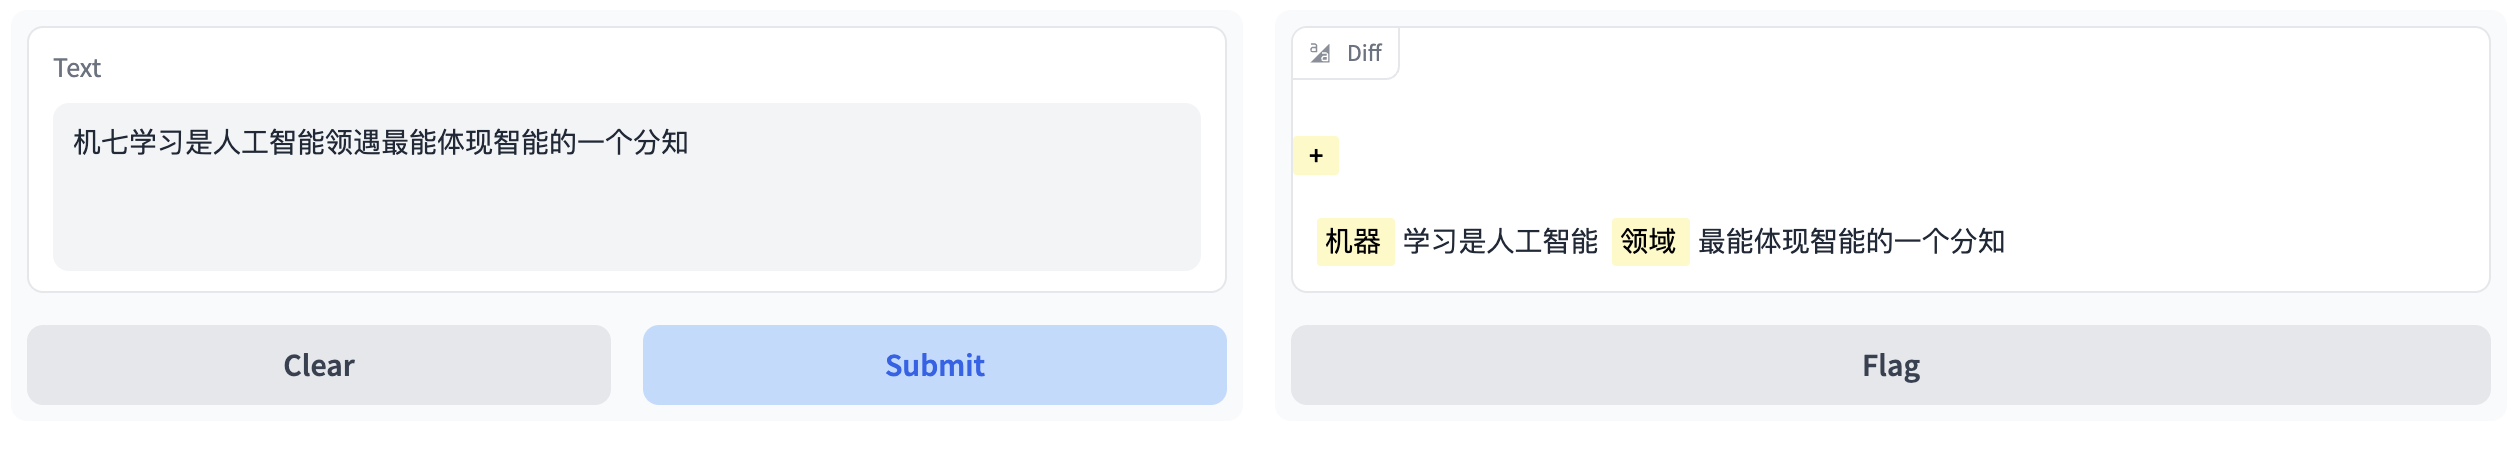 Text
机七学习是人工智能领遇最能体现智能的一个分知
Clear
Submit
Diff
+
机器 学习是人工智能 领域 最能体现智能的一个分知
Flag